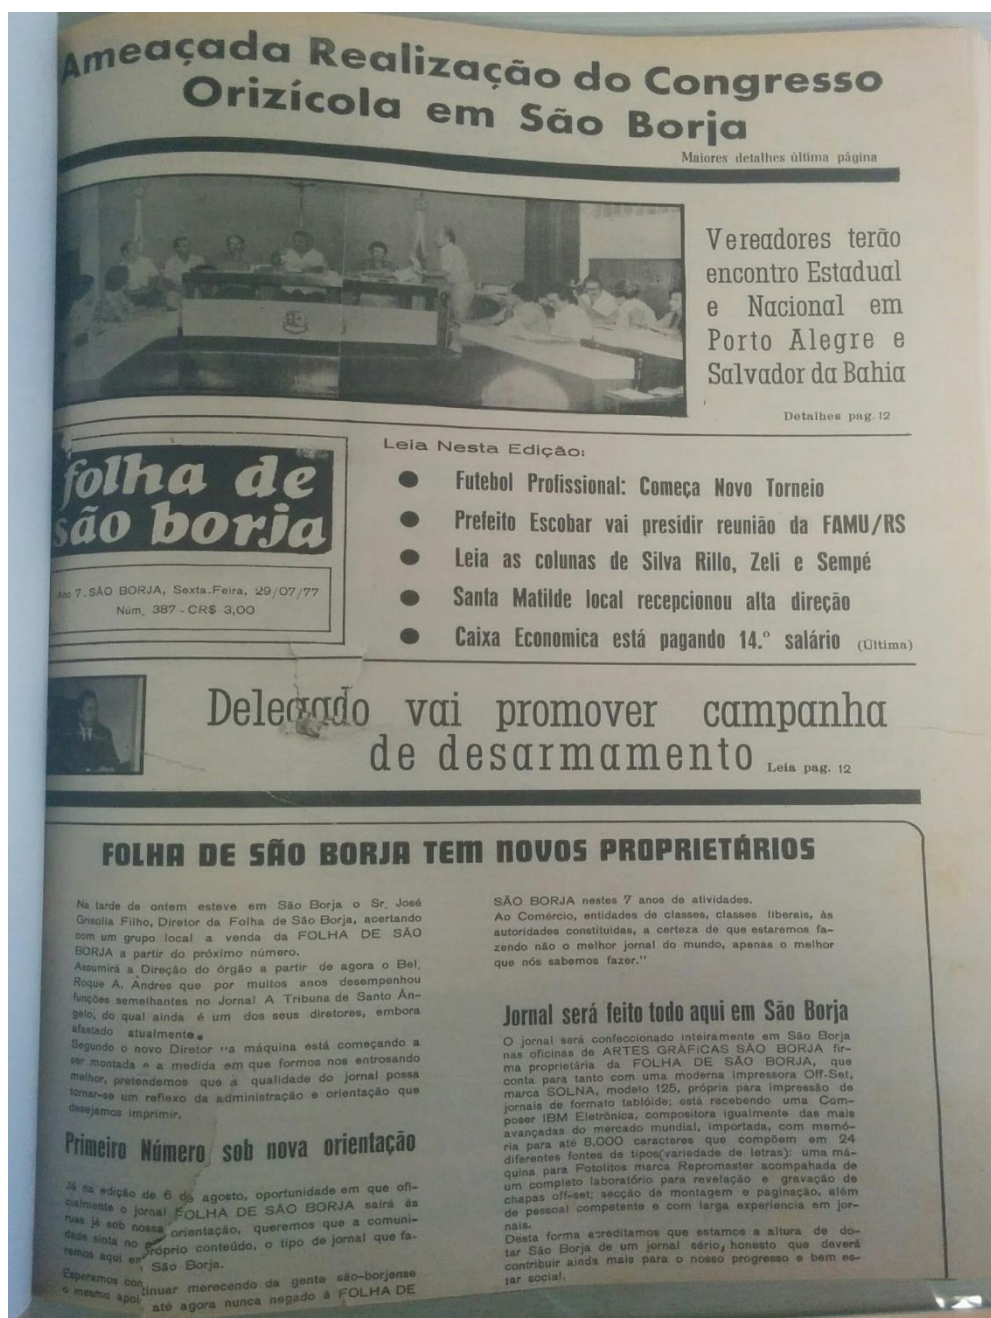 Ameaçada Realização do Congresso
Orizícola em São Borja
Maiores detalhes última página
Vereadores terão
encontro Estadual
e Nacional em
Porto Alegre e
Salvador da Bahia
Detalhes pag. 12
folha de
são borja
Ano 7-SÃO BORJA, Sexta.Feira, 29/07/77
Núm. 387 - CR$ 3,00
Leia Nesta Edição:
Futebol Profissional: Começa Novo Torneio
Prefeito Escobar vai presidir reunião da FAMU/RS
Leia as colunas de Silva Rillo, Zeli e Sempé
Santa Matilde local recepcionou alta direção
Caixa Economica está pagando 14.º salário (Ultima)
Delegado vai promover campanha
de desarmamento Leia pag. 12
FOLHA DE SÃO BORJA TEM NOVOS PROPRIETÁRIOS
Na tarde de ontem esteve em São Borja o Sr. José
Grisolia Filho, Diretor da Folha de São Borja, acertando
com um grupo local a venda da FOLHA DE SÃO
BORJA a partir do próximo número.
Assumirá a Direção do órgão a partir de agora o Bel.
Roque A. Andres que por muitos anos desempenhou
funções semelhantes no Jornal A Tribuna de Santo Ân-
gelo, do qual ainda é um dos seus diretores, embora
afastado atualmente.
Segundo o novo Diretor "a máquina está começando a
ser montada e a medida em que formos nos entrosando
melhor, pretendemos que a qualidade do jornal possa
tornar-se um reflexo da administração e orientação que
desejamos imprimir.
Primeiro Número sob nova orientação
Já na edição de 6 de agosto, oportunidade em que ofi-
cialmente o jornal FOLHA DE SÃO BORJA sairá às
ruas já sob nossa orientação, queremos que a comuni-
dade sinta no próprio conteúdo, o tipo de jornal que fa-
remos aqui em São Borja.
Esperamos continuar merecendo da gente são-borjense
o mesmo apoio até agora nunca negado à FOLHA DE
SÃO BORJA nestes 7 anos de atividades.
Ao Comércio, entidades de classes, classes liberais, às
autoridades constituidas, a certeza de que estaremos fa-
zendo não o melhor jornal do mundo, apenas o melhor
que nós sabemos fazer."
Jornal será feito todo aqui em São Borja
O jornal será confeccionado inteiramente em São Borja
nas oficinas de ARTES GRÁFICAS SÃO BORJA fir-
ma proprietária da FOLHA DE SÃO BORJA, que
conta para tanto com uma moderna impressora Off-Set,
marca SOLNA, modelo 125, própria para impressão de
jornais de formato tablóide; está recebendo uma Com-
poser IBM Eletrônica, compositora igualmente das mais
avançadas do mercado mundial, importada, com memó-
ria para até 8.000 caracteres que compõem em 24
diferentes fontes de tipos(variedade de letras): uma má-
quina para Fotolitos marca Repromaster acompahada de
um completo laboratório para revelação e gravação de
chapas off-set; secção de montagem e paginação, além
de pessoal competente e com larga experiencia em jor-
nais.
Desta forma acreditamos que estamos a altura de do-
tar São Borja de um jornal sério, honesto que deverá
contribuir ainda mais para o nosso progresso e bem es-
tar social.